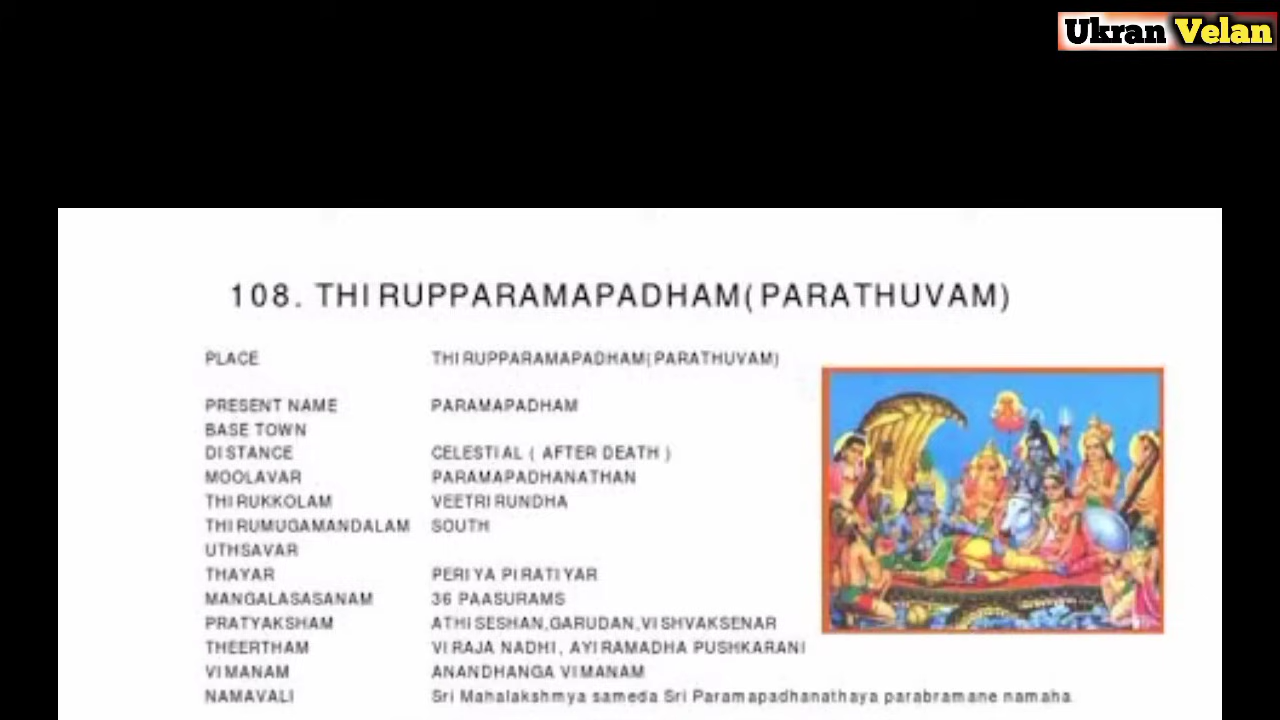 Ukran Velan
108. THIRUPPARAMAPADHAM(PARATHUVAM)
PLACE THIRUPPARAMAPADHAM(PARATHUVAM)
PRESENT NAME PARAMAPADHAM
BASE TOWN
DISTANCE CELESTIAL ( AFTER DEATH )
MOOLAVAR PARAMAPADHANATHAN
THIRUKKOLAM VEETRIRUNDHA
THIRUMUGAMANDALAM SOUTH
UTHSAVAR
THAYAR PERIYA PIRATIYAR
MANGALASASANAM 36 PAASURAMS
PRATYAKSHAM ATHISESHAN,GARUDAN,VISHVAKSENAR
THEERTHAM VIRAJA NADHI, AYIRAMADHA PUSHKARANI
VIMANAM ANANDHANGA VIMANAM
NAMAVALI Sri Mahalakshmya sameda Sri Paramapadhanathaya parabramane namaha